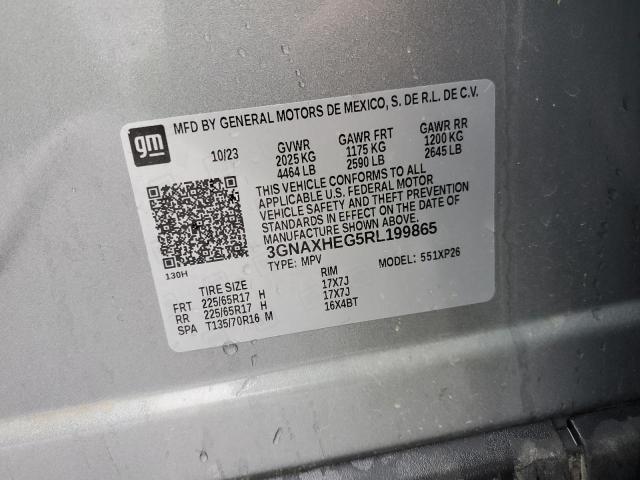 MFD BY GENERAL MOTORS DE MEXICO, S. DE R.L. DE C.V.
gm
10/23 GVWR GAWR FRT GAWR RR
2025 KG 1175 KG 1200 KG
4464 LB 2590 LB 2645 LB
THIS VEHICLE CONFORMS TO ALL
APPLICABLE U.S. FEDERAL MOTOR
VEHICLE SAFETY AND THEFT PREVENTION
STANDARDS IN EFFECT ON THE DATE OF
MANUFACTURE SHOWN ABOVE.
3GNAXHEG5RL199865
130H
TYPE: MPV MODEL: 551XP26
TIRE SIZE RIM
FRT 225/65R17 H 17X7J
RR 225/65R17 H 17X7J
SPA T135/70R16 M 16X4BT